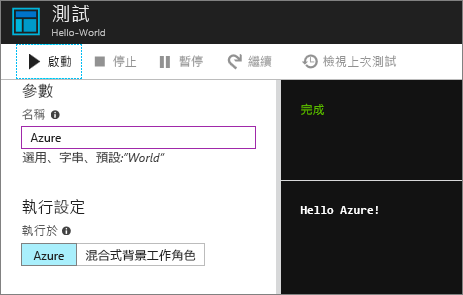 測試
Hello-World
啟動 停止 暫停 繼續 檢視上次測試
參數
名稱
Azure
選用、字串、預設:"World"
執行設定
執行於
Azure 混合式背景工作角色
完成
Hello Azure!